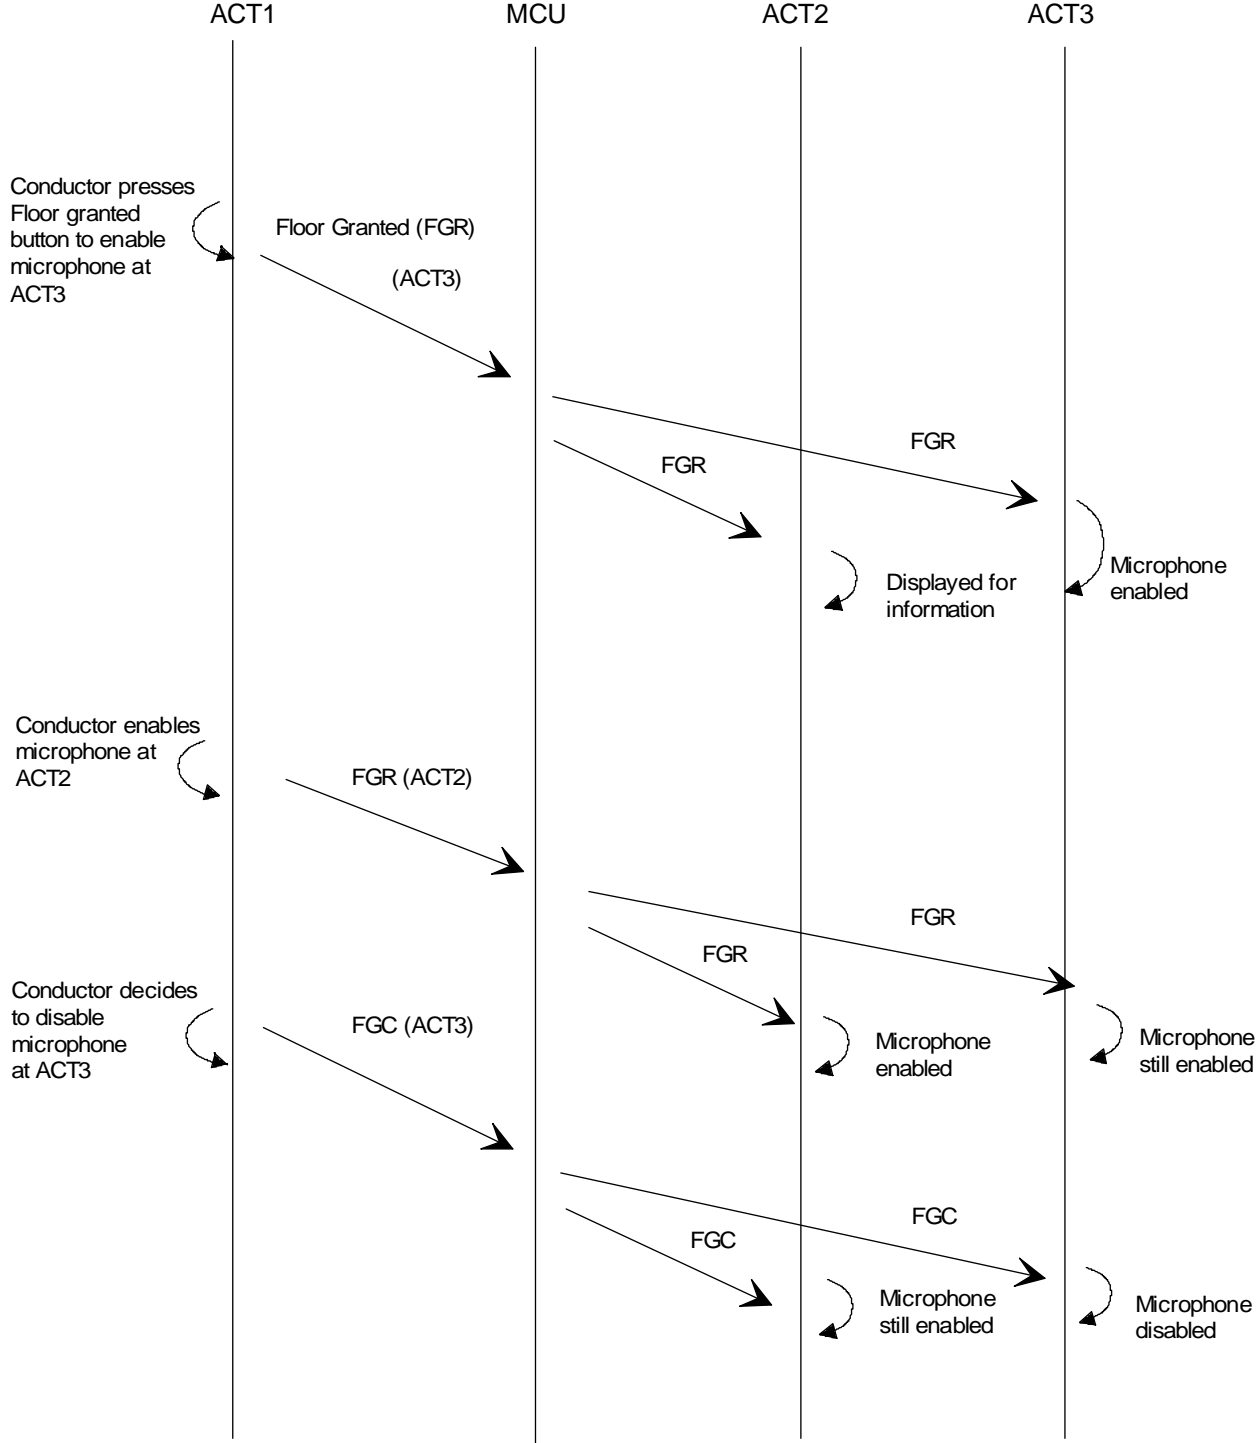 ACT1 MCU ACT2 ACT3
Conductor presses
Floor granted
button to enable
microphone at
ACT3
Floor Granted (FGR)
(ACT3)
FGR
FGR
Microphone
enabled
Displayed for
information
Conductor enables
microphone at
ACT2
FGR (ACT2)
FGR
FGR
Conductor decides
to disable
microphone
at ACT3
FGC (ACT3)
Microphone
enabled
Microphone
still enabled
FGC
FGC
Microphone
still enabled
Microphone
disabled